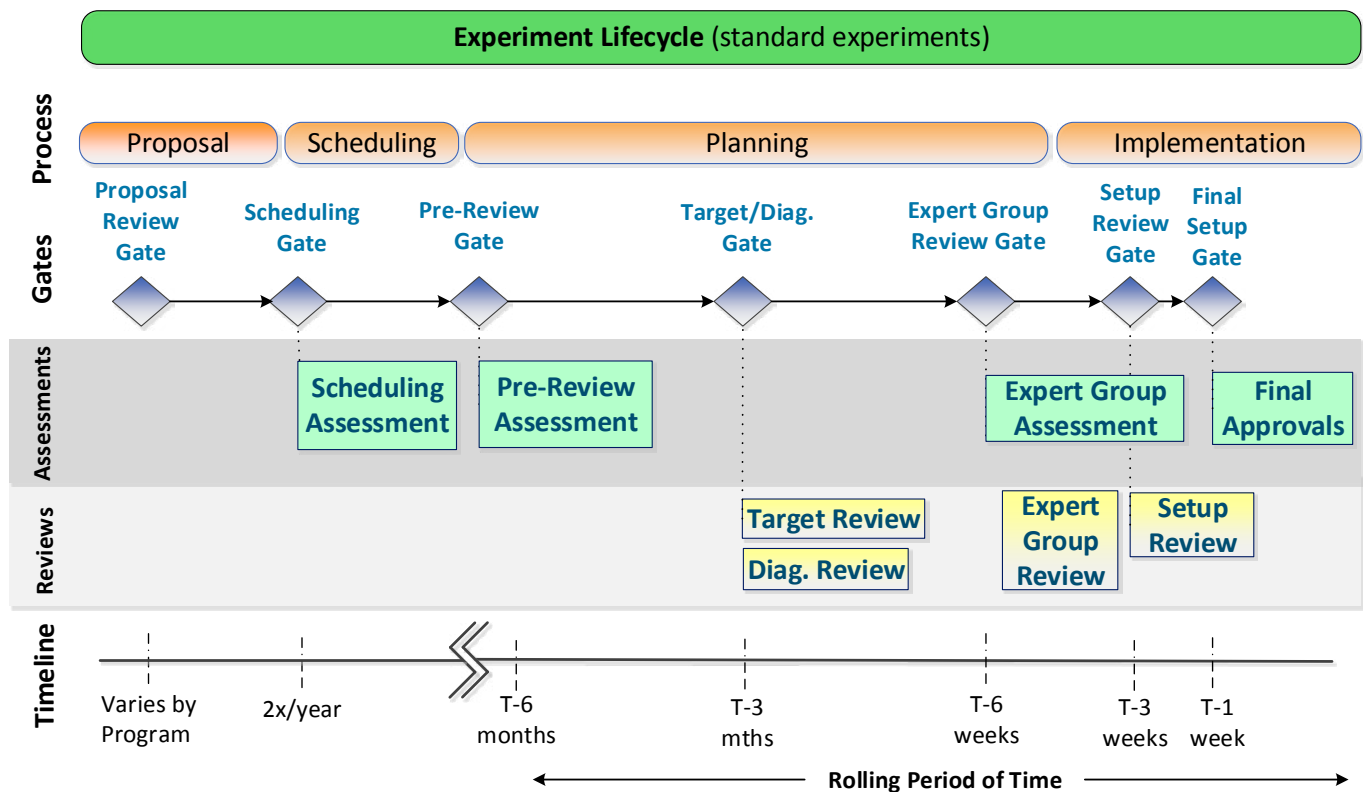 Experiment Lifecycle (standard experiments)
Process
Proposal
Scheduling
Planning
Implementation
Gates
Proposal
Review
Gate
Scheduling
Gate
Pre-Review
Gate
Target/Diag.
Gate
Expert Group
Review Gate
Setup
Review
Gate
Final
Setup
Gate
Assessments
Scheduling
Assessment
Pre-Review
Assessment
Expert Group
Assessment
Final
Approvals
Reviews
Target Review
Diag. Review
Expert
Group
Review
Setup
Review
Timeline
Varies by
Program
2x/year
T-6
months
T-3
mths
T-6
weeks
T-3
weeks
T-1
week
Rolling Period of Time